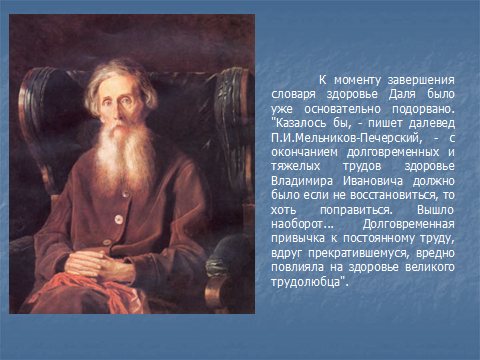 К моменту завершения
словаря здоровье Даля было
уже основательно подорвано.
"Казалось бы, - пишет далевед
П.И.Мельников-Печерский, - с
окончанием долговременных и
тяжелых трудов здоровье
Владимира Ивановича должно
было если не восстановиться, то
хоть поправиться. Вышло
наоборот... Долговременная
привычка к постоянному труду,
вдруг прекратившемуся, вредно
повлияла на здоровье великого
трудолюбца".